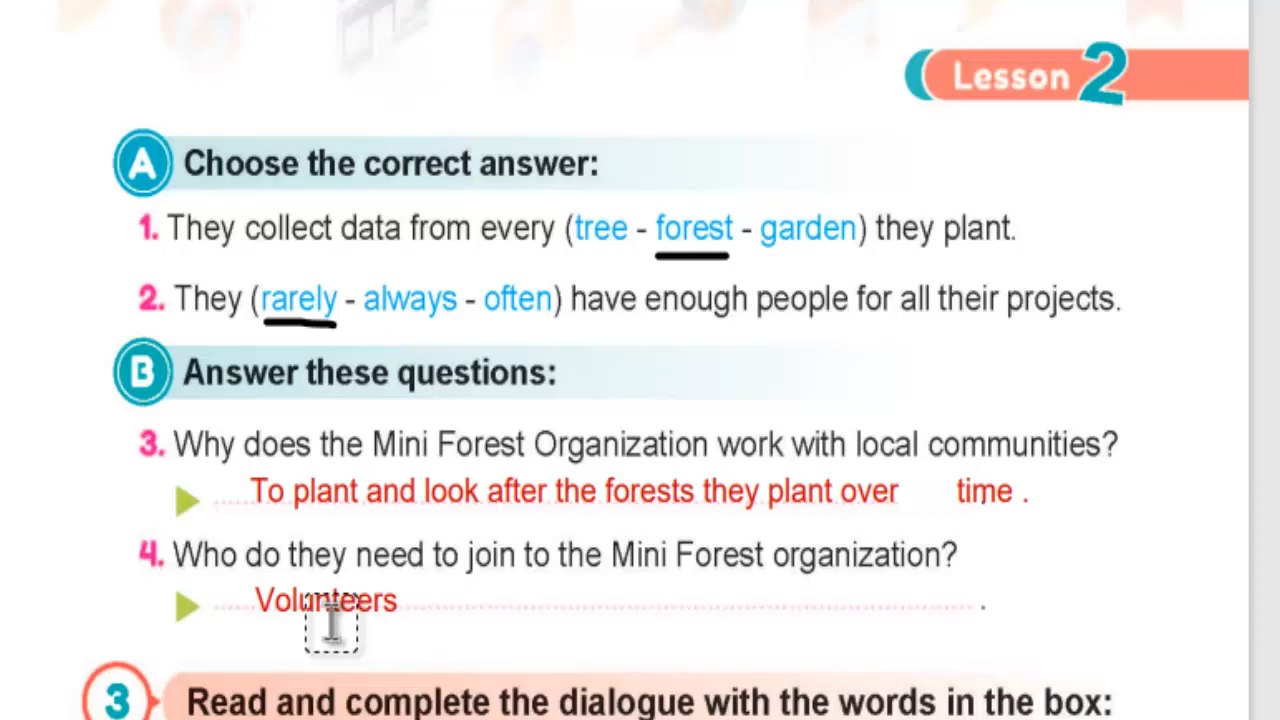 Lesson 2
A Choose the correct answer:
1. They collect data from every (tree - forest - garden) they plant.
2. They (rarely - always - often) have enough people for all their projects.
B Answer these questions:
3. Why does the Mini Forest Organization work with local communities?
To plant and look after the forests they plant over time .
4. Who do they need to join to the Mini Forest organization?
Volunteers .
3 Read and complete the dialogue with the words in the box: